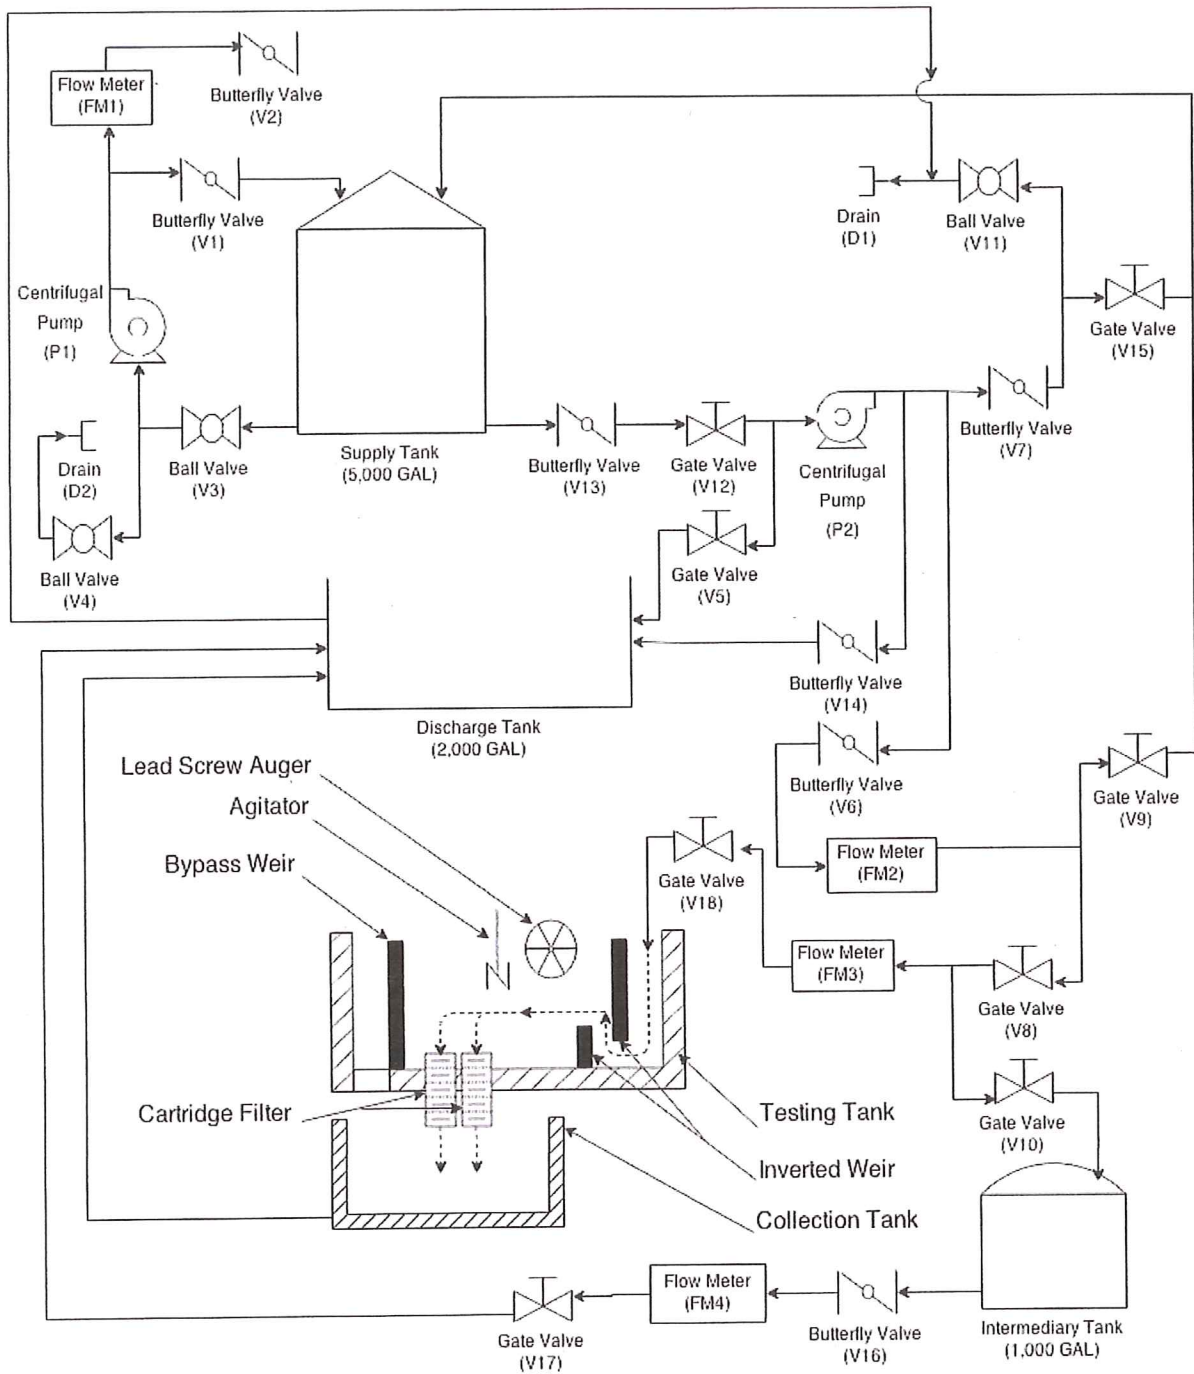 Flow Meter
(FM1)
Butterfly Valve
(V2)
Butterfly Valve
(V1)
Drain
(D1)
Ball Valve
(V11)
Centrifugal
Pump
(P1)
Gate Valve
(V15)
Drain
(D2)
Ball Valve
(V3)
Supply Tank
(5,000 GAL)
Butterfly Valve
(V13)
Gate Valve
(V12)
Centrifugal
Pump
(P2)
Butterfly Valve
(V7)
Ball Valve
(V4)
Gate Valve
(V5)
Butterfly Valve
(V14)
Discharge Tank
(2,000 GAL)
Butterfly Valve
(V6)
Gate Valve
(V9)
Lead Screw Auger
Agitator
Bypass Weir
Flow Meter
(FM2)
Gate Valve
(V18)
Flow Meter
(FM3)
Gate Valve
(V8)
Cartridge Filter
Testing Tank
Gate Valve
(V10)
Inverted Weir
Collection Tank
Flow Meter
(FM4)
Gate Valve
(V17)
Butterfly Valve
(V16)
Intermediary Tank
(1,000 GAL)